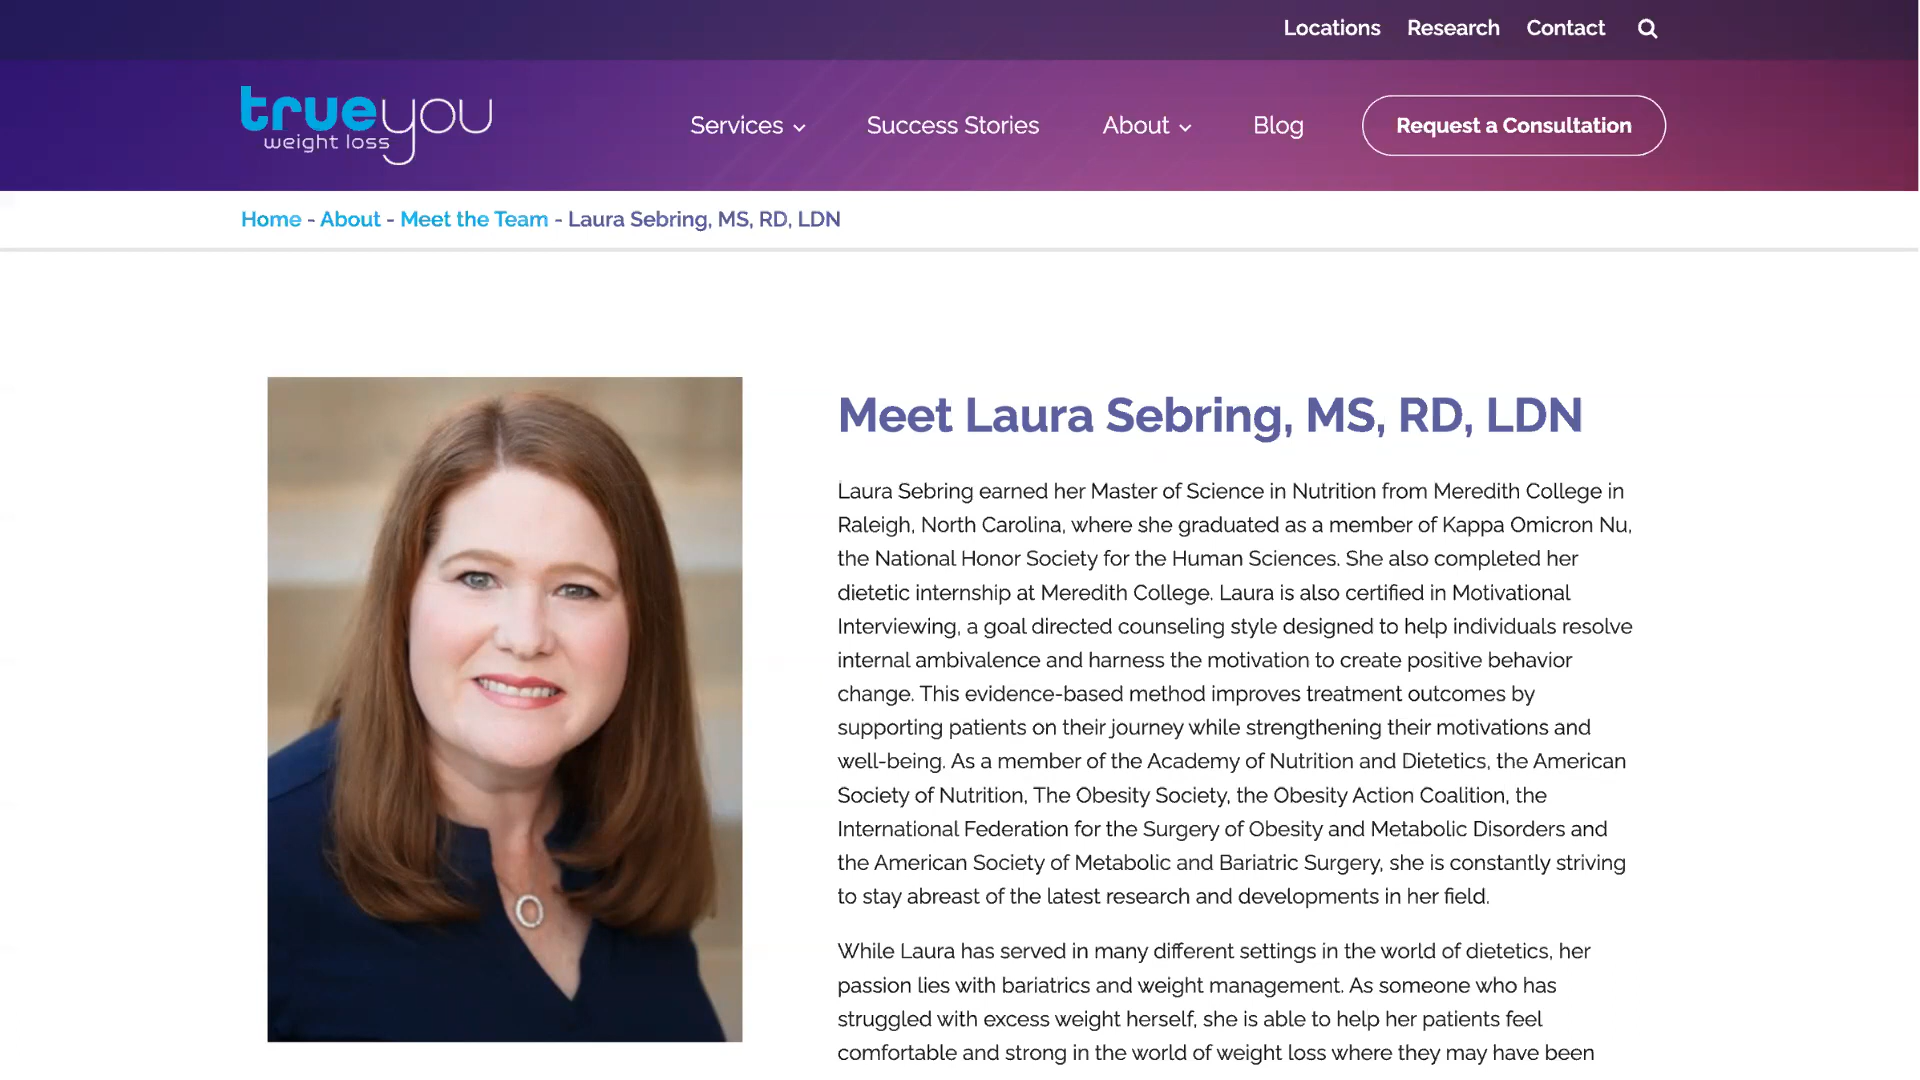 Locations Research Contact
trueyou
weight loss
Services Success Stories About Blog Request a Consultation
Home - About - Meet the Team - Laura Sebring, MS, RD, LDN
Meet Laura Sebring, MS, RD, LDN
Laura Sebring earned her Master of Science in Nutrition from Meredith College in
Raleigh, North Carolina, where she graduated as a member of Kappa Omicron Nu,
the National Honor Society for the Human Sciences. She also completed her
dietetic internship at Meredith College. Laura is also certified in Motivational
Interviewing, a goal directed counseling style designed to help individuals resolve
internal ambivalence and harness the motivation to create positive behavior
change. This evidence-based method improves treatment outcomes by
supporting patients on their journey while strengthening their motivations and
well-being. As a member of the Academy of Nutrition and Dietetics, the American
Society of Nutrition, The Obesity Society, the Obesity Action Coalition, the
International Federation for the Surgery of Obesity and Metabolic Disorders and
the American Society of Metabolic and Bariatric Surgery, she is constantly striving
to stay abreast of the latest research and developments in her field.
While Laura has served in many different settings in the world of dietetics, her
passion lies with bariatrics and weight management. As someone who has
struggled with excess weight herself, she is able to help her patients feel
comfortable and strong in the world of weight loss where they may have been